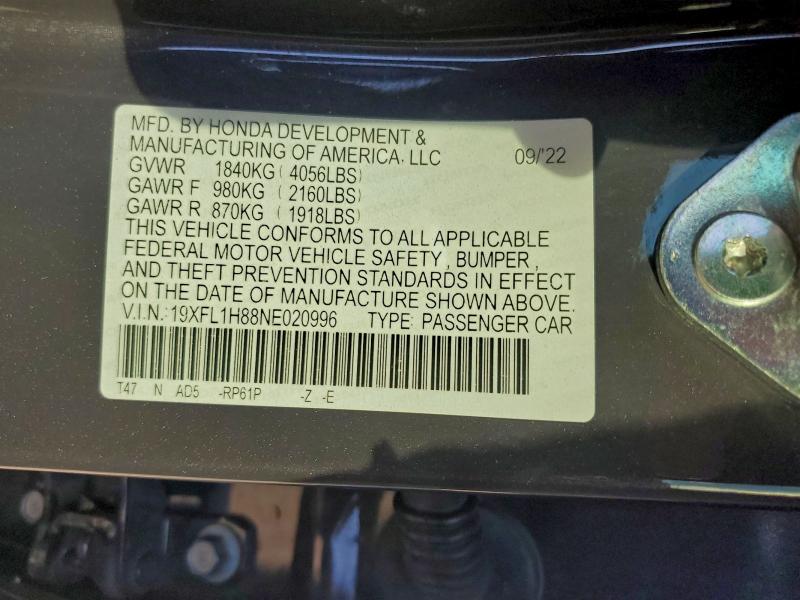 MFD. BY HONDA DEVELOPMENT &
MANUFACTURING OF AMERICA, LLC 09/'22
GVWR 1840KG ( 4056LBS)
GAWR F 980KG ( 2160LBS)
GAWR R 870KG ( 1918LBS)
THIS VEHICLE CONFORMS TO ALL APPLICABLE
FEDERAL MOTOR VEHICLE SAFETY , BUMPER ,
AND THEFT PREVENTION STANDARDS IN EFFECT
ON THE DATE OF MANUFACTURE SHOWN ABOVE.
V.I.N.:19XFL1H88NE020996 TYPE: PASSENGER CAR
T47 N AD5 -RP61P -Z -E